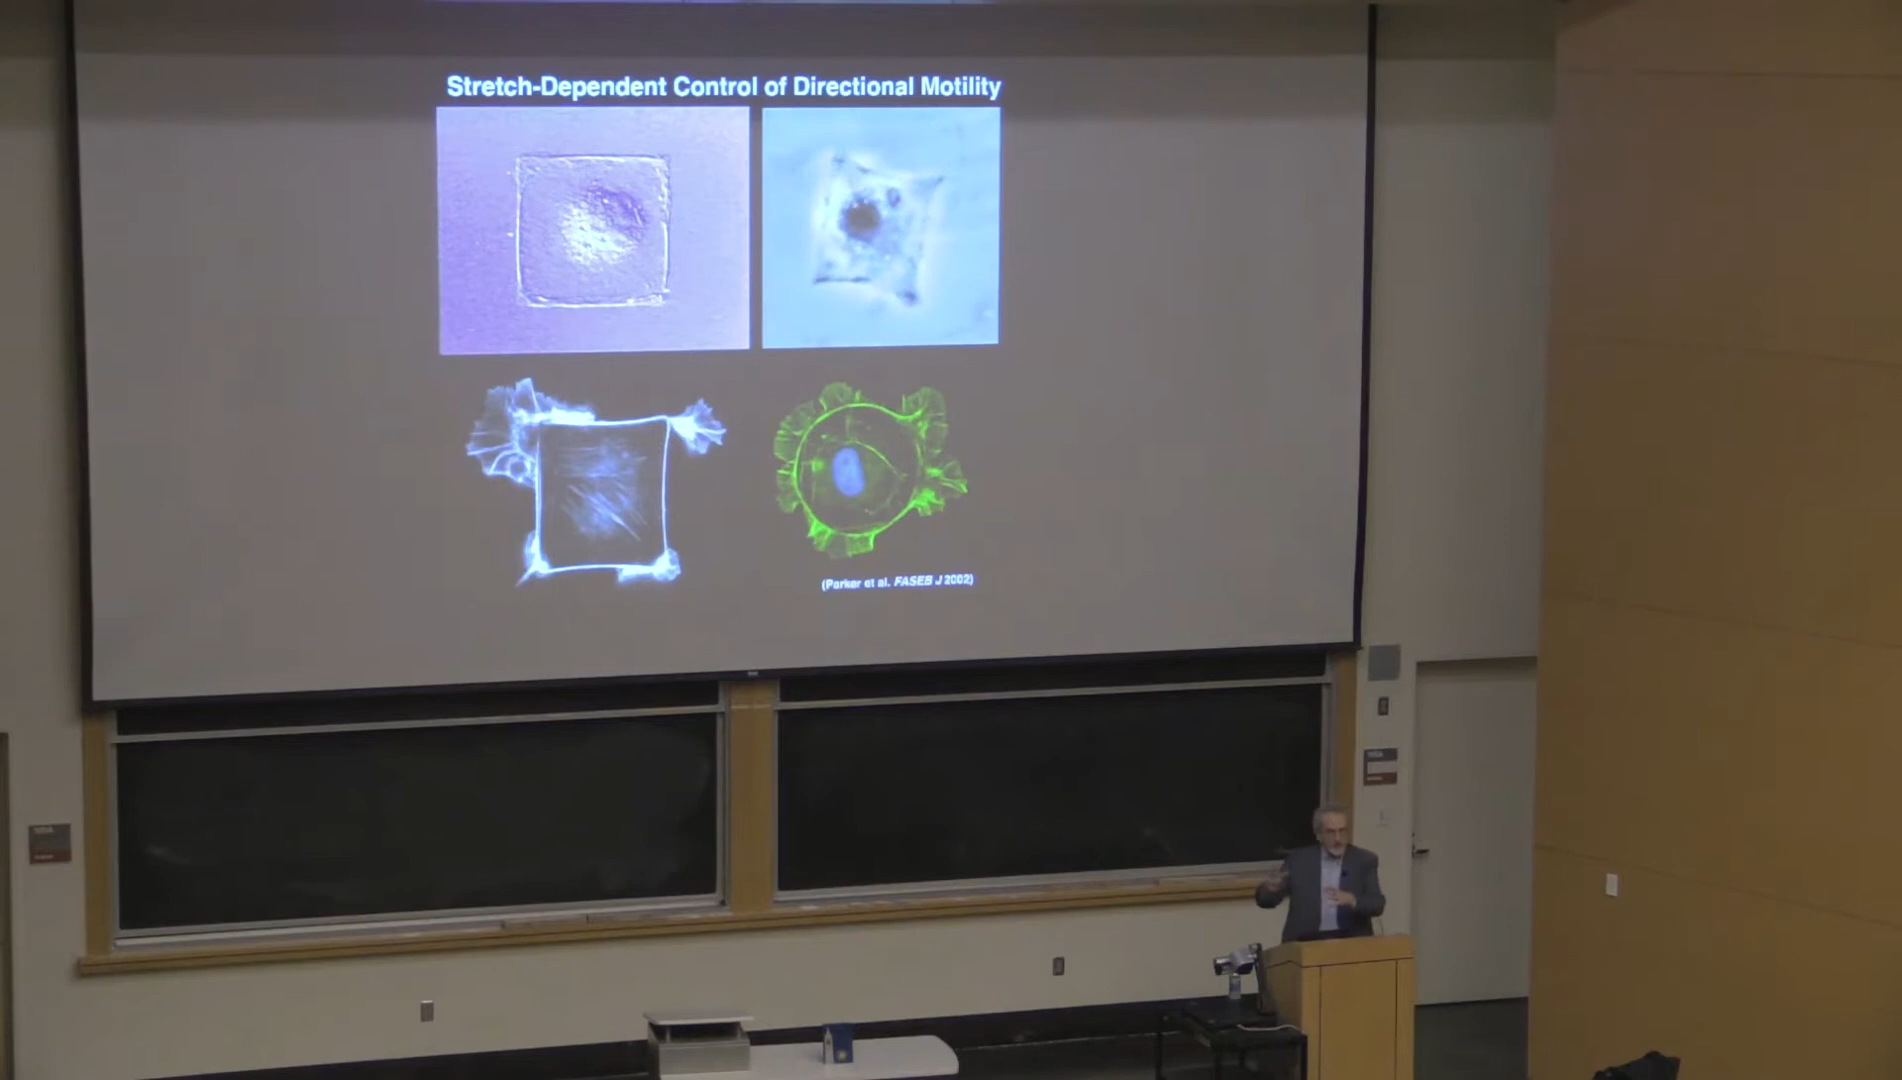 Stretch-Dependent Control of Directional Motility
(Parker et al. FASEB J 2002)